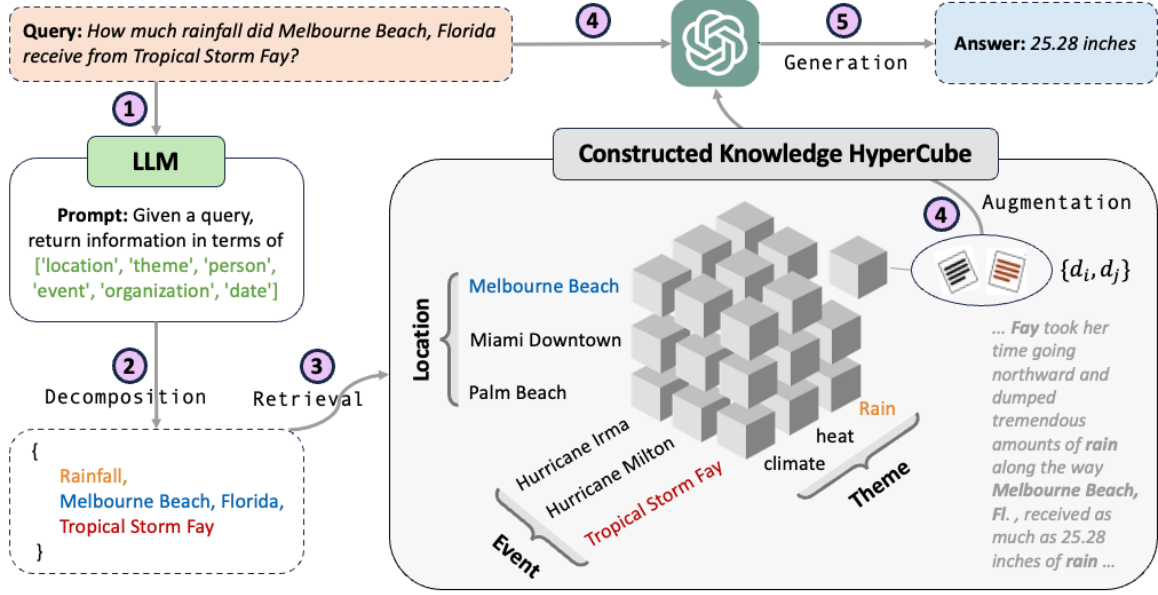 Query: How much rainfall did Melbourne Beach, Florida
receive from Tropical Storm Fay?
4
5
Generation
Answer: 25.28 inches
1
LLM
Prompt: Given a query,
return information in terms of
['location', 'theme', 'person',
'event', 'organization', 'date']
2
Decomposition
3
Retrieval
{
Rainfall,
Melbourne Beach, Florida,
Tropical Storm Fay
}
Constructed Knowledge HyperCube
4
Augmentation
{d_i, d_j}
Location
Melbourne Beach
Miami Downtown
Palm Beach
Hurricane Irma
Hurricane Milton
Tropical Storm Fay
Event
Rain
heat
climate
Theme
... Fay took her
time going
northward and
dumped
tremendous
amounts of rain
along the way
Melbourne Beach,
Fl. , received as
much as 25.28
inches of rain ...